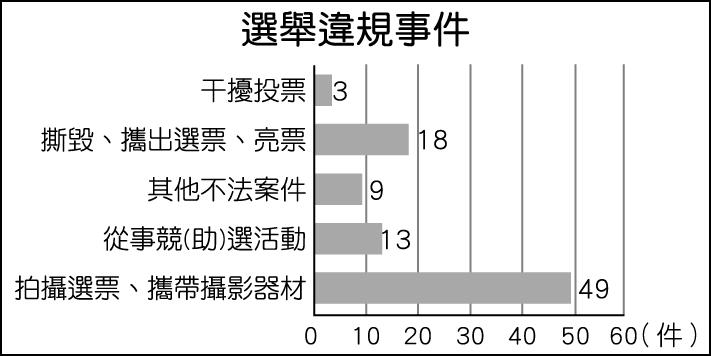 選舉違規事件
干擾投票 3
撕毀、攜出選票、亮票 18
其他不法案件 9
從事競(助)選活動 13
拍攝選票、攜帶攝影器材 49
0 10 20 30 40 50 60(件)